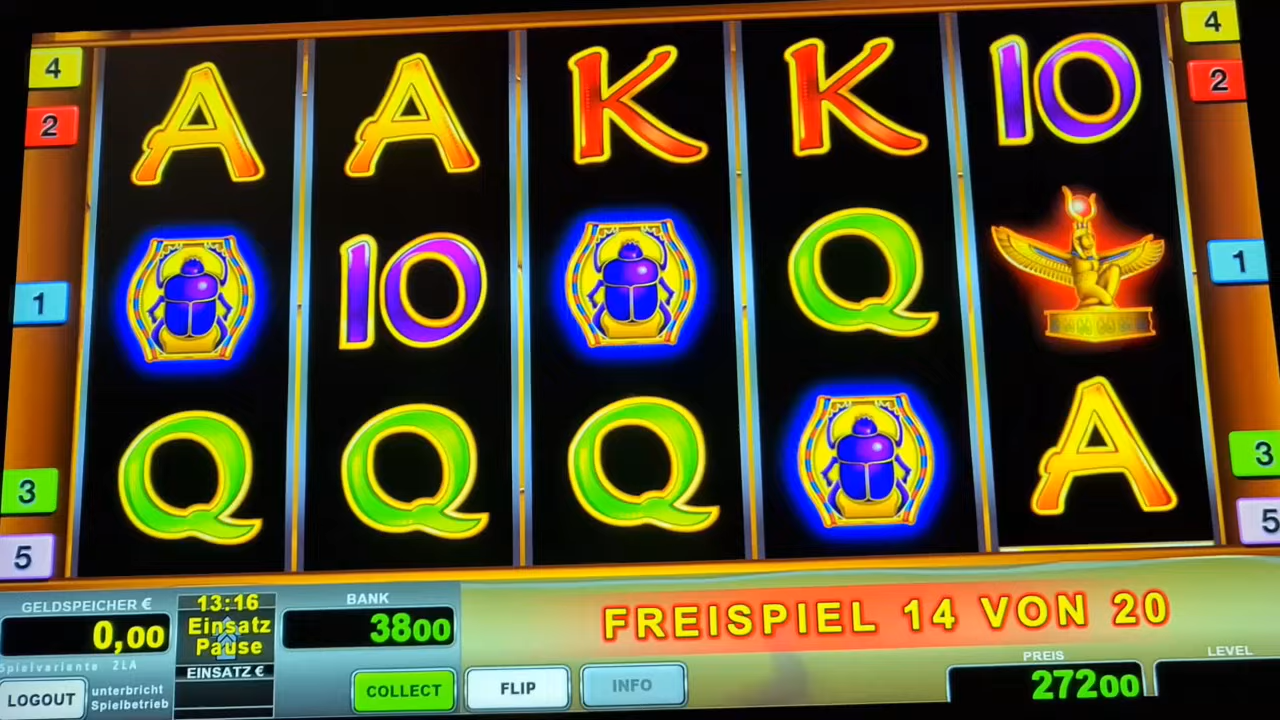 4 A A K K 10 4
2 2
1 10 Q 1
3 Q Q Q A 3
5 5
GELDSPEICHER €
0,00
Spielvariante 2LA
LOGOUT
unterbricht
Spielbetrieb
13:16
Einsatz
Pause
EINSATZ €
BANK
3800
COLLECT
FLIP
INFO
FREISPIEL 14 VON 20
PREIS
27200
LEVEL